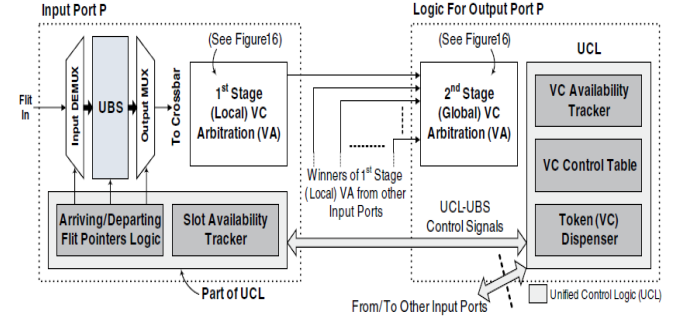 Input Port P
Logic For Output Port P
(See Figure16)
(See Figure16)
UCL
Flit
In
Input DEMUX
UBS
Output MUX
To Crossbar
1st Stage
(Local) VC
Arbitration (VA)
2nd Stage
(Global) VC
Arbitration (VA)
VC Availability
Tracker
VC Control Table
Token (VC)
Dispenser
Winners of 1st Stage
(Local) VA from other
Input Ports
Arriving/Departing
Flit Pointers Logic
Slot Availability
Tracker
UCL-UBS
Control Signals
Part of UCL
From/To Other Input Ports
Unified Control Logic (UCL)